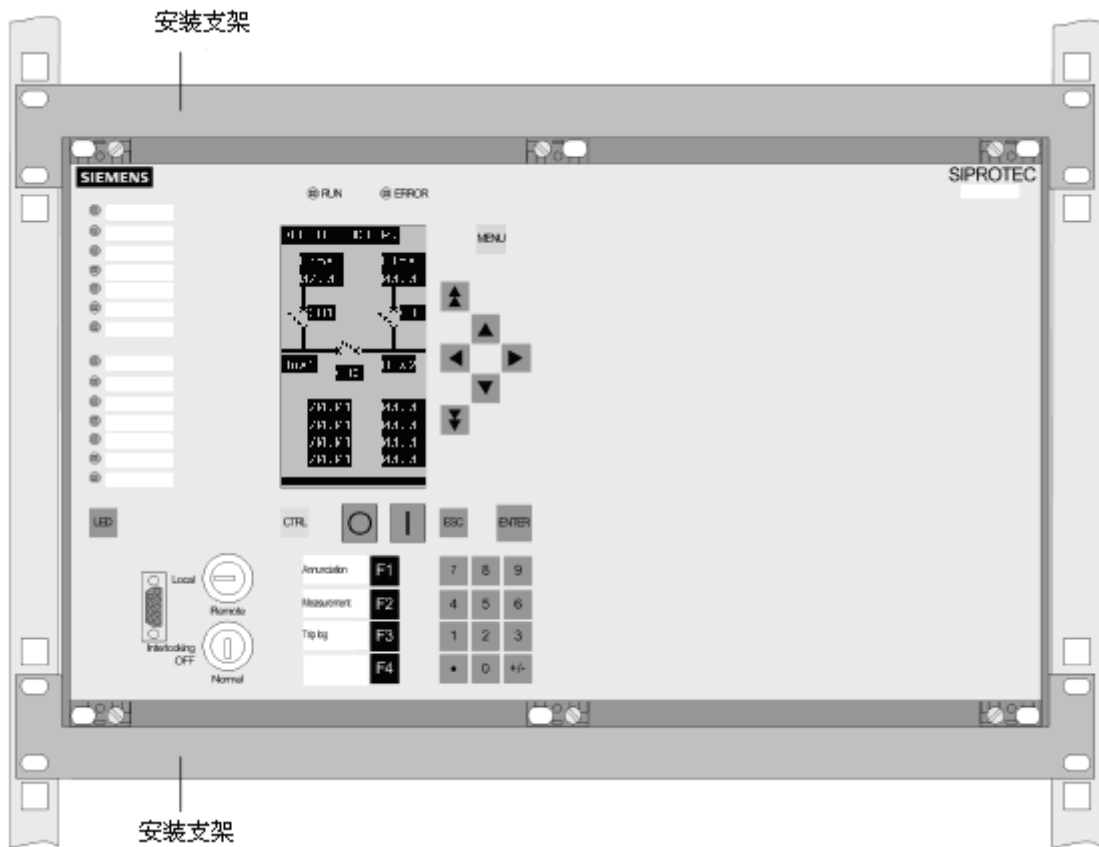 安装支架
SIEMENS
SIPROTEC
RUN
ERROR
MENU
LED
CTRL
ESC
ENTER
Annunciation
F1
7
8
9
Local
Measurement
F2
4
5
6
Remote
Trip log
F3
1
2
3
Interlocking
OFF
F4
•
0
+/-
Normal
安装支架